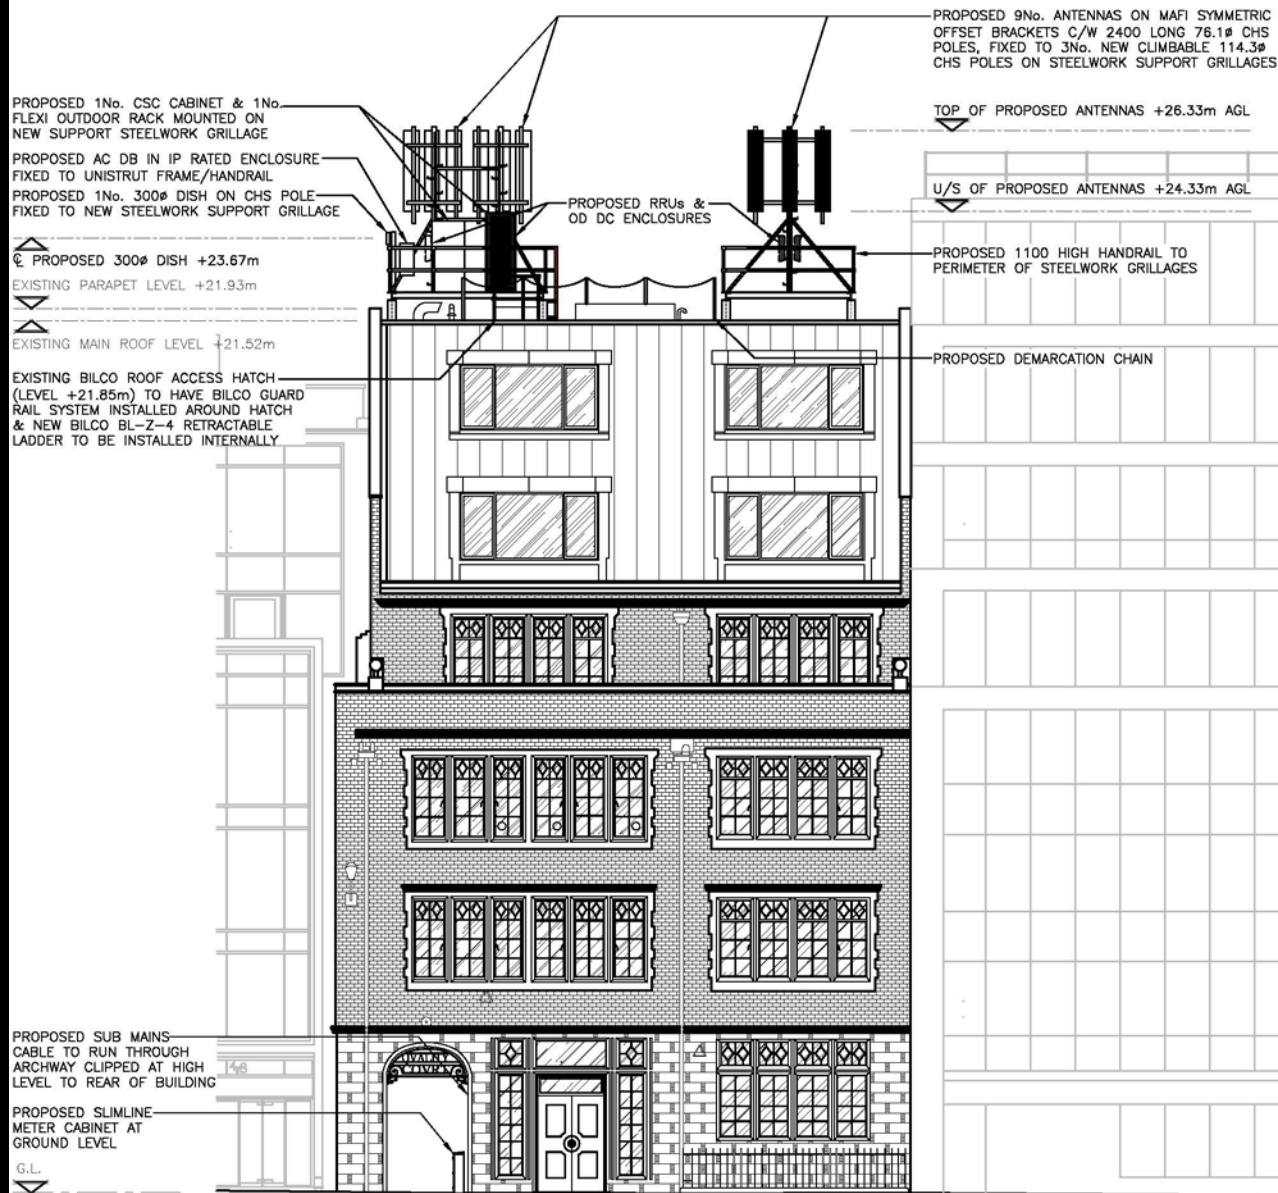 PROPOSED 9No. ANTENNAS ON MAFI SYMMETRIC
OFFSET BRACKETS C/W 2400 LONG 76.1ø CHS
POLES, FIXED TO 3No. NEW CLIMBABLE 114.3ø
CHS POLES ON STEELWORK SUPPORT GRILLAGES
PROPOSED 1No. CSC CABINET & 1No.
FLEXI OUTDOOR RACK MOUNTED ON
NEW SUPPORT STEELWORK GRILLAGE
TOP OF PROPOSED ANTENNAS +26.33m AGL
PROPOSED AC DB IN IP RATED ENCLOSURE
FIXED TO UNISTRUT FRAME/HANDRAIL
PROPOSED 1No. 300ø DISH ON CHS POLE
FIXED TO NEW STEELWORK SUPPORT GRILLAGE
PROPOSED RRUs &
OD DC ENCLOSURES
U/S OF PROPOSED ANTENNAS +24.33m AGL
℄ PROPOSED 300ø DISH +23.67m
PROPOSED 1100 HIGH HANDRAIL TO
PERIMETER OF STEELWORK GRILLAGES
EXISTING PARAPET LEVEL +21.93m
EXISTING MAIN ROOF LEVEL +21.52m
PROPOSED DEMARCATION CHAIN
EXISTING BILCO ROOF ACCESS HATCH
(LEVEL +21.85m) TO HAVE BILCO GUARD
RAIL SYSTEM INSTALLED AROUND HATCH
& NEW BILCO BL-Z-4 RETRACTABLE
LADDER TO BE INSTALLED INTERNALLY
PROPOSED SUB MAINS
CABLE TO RUN THROUGH
ARCHWAY CLIPPED AT HIGH
LEVEL TO REAR OF BUILDING
PROPOSED SLIMLINE
METER CABINET AT
GROUND LEVEL
G.L.